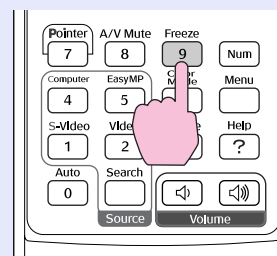 Pointer A/V Mute Freeze
7 8 9 Num
Computer EasyMP Mode Menu
4 5
S-Video Help
1 2 ?
Auto Search
0
Source Volume